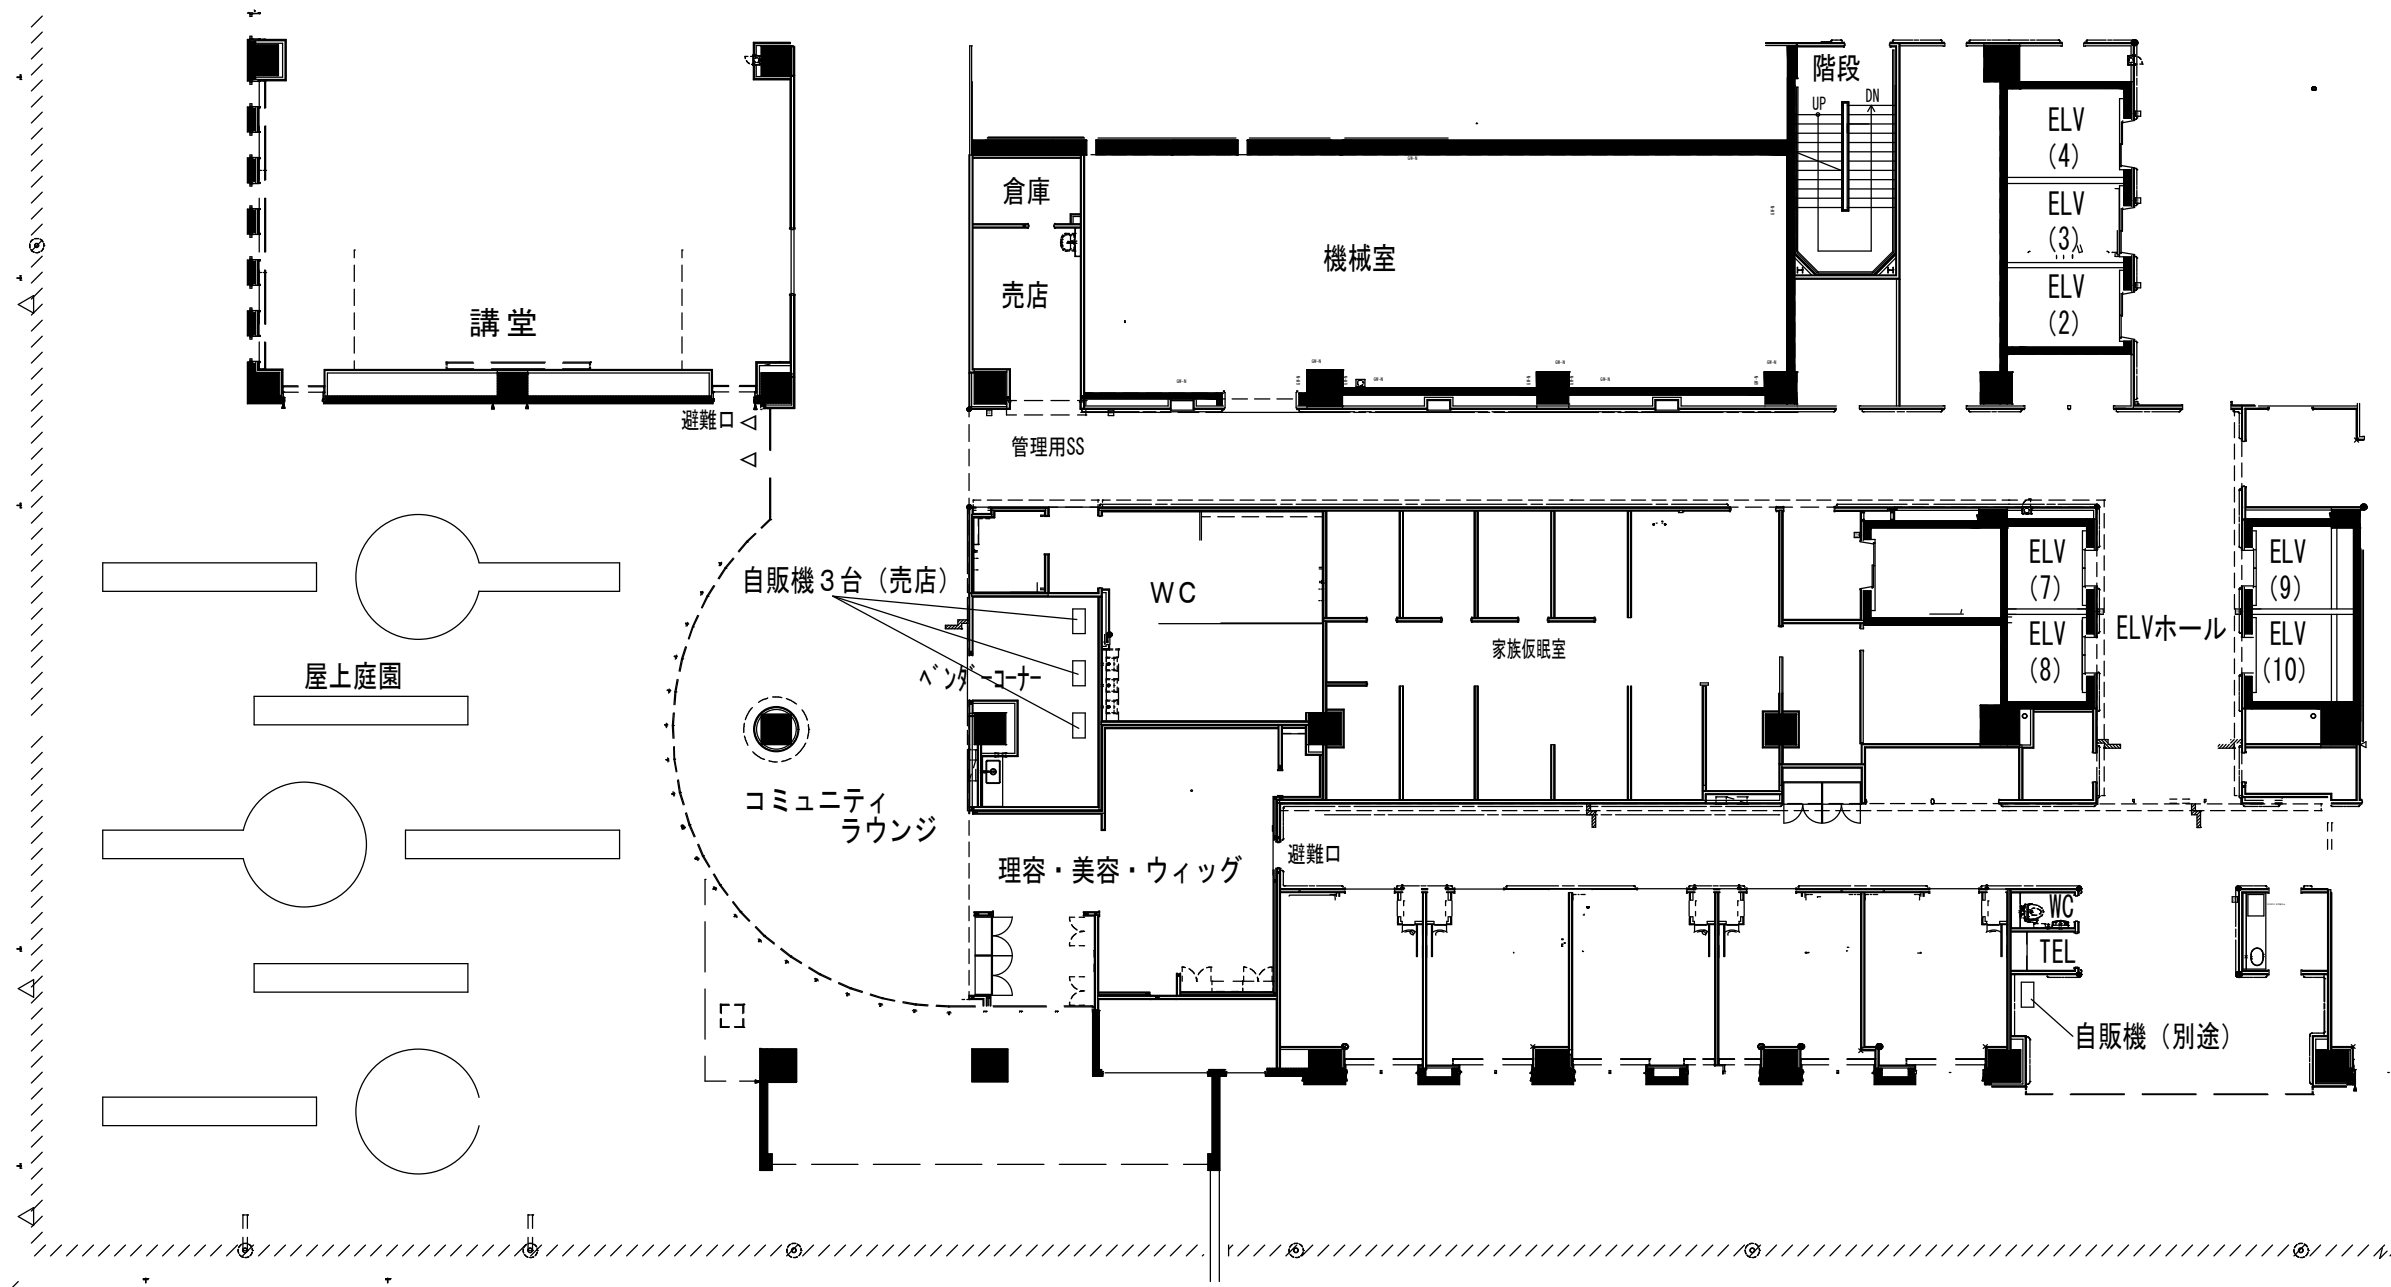 階段
UP
DN
ELV
(4)
倉庫
ELV
(3)
機械室
売店
ELV
(2)
講堂
避難口
管理用SS
自販機３台（売店）
WC
ELV
(7)
ELV
(9)
ELVホール
ELV
(8)
ELV
(10)
家族仮眠室
屋上庭園
ベンダーコーナー
コミュニティ
ラウンジ
理容・美容・ウィッグ
避難口
WC
TEL
自販機（別途）